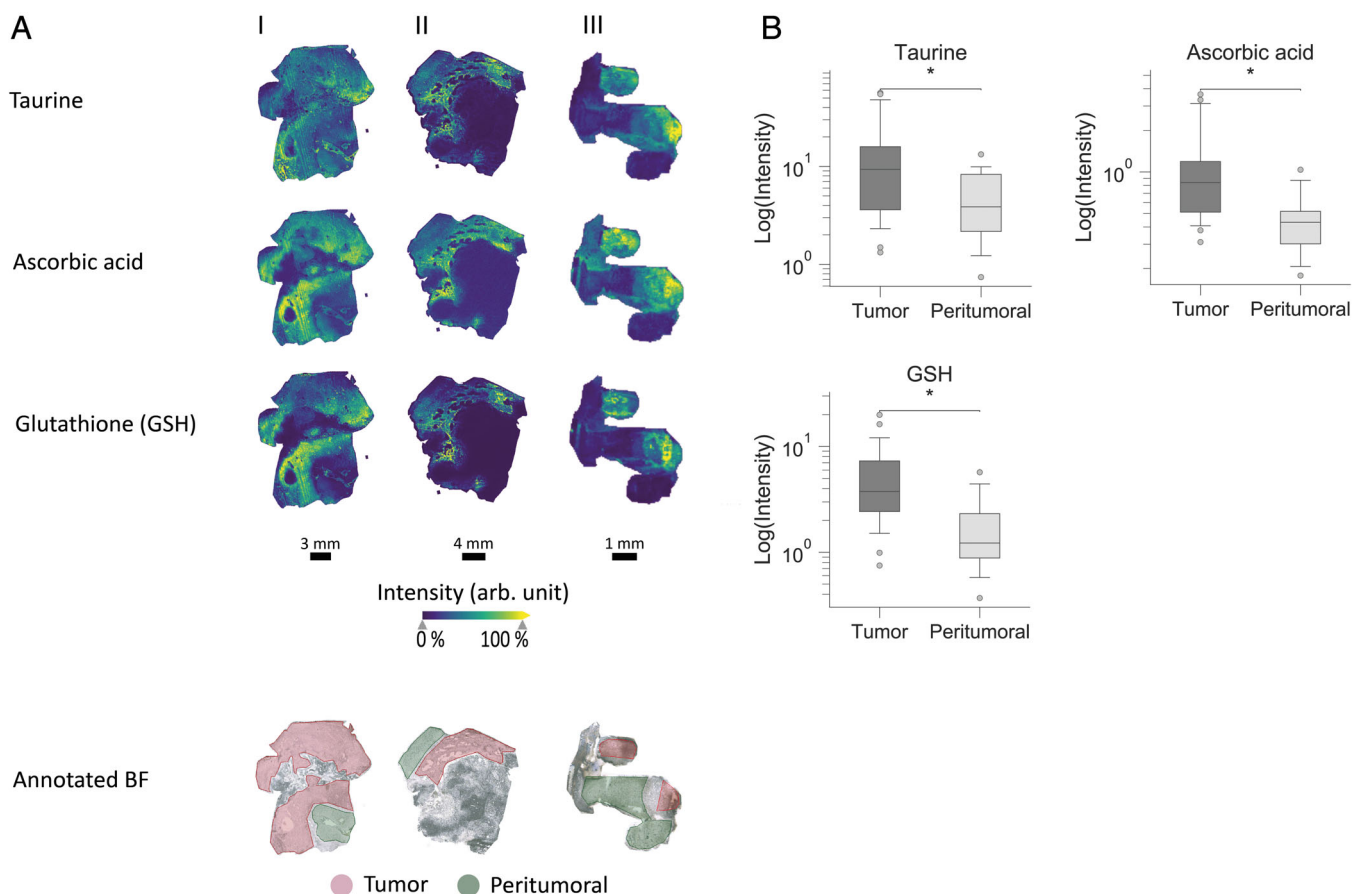 A
I
II
III
Taurine
Ascorbic acid
Glutathione (GSH)
3 mm
4 mm
1 mm
Intensity (arb. unit)
0 %
100 %
Annotated BF
Tumor
Peritumoral
B
Taurine
*
Log(Intensity)
10¹
10⁰
Tumor
Peritumoral
Ascorbic acid
*
Log(Intensity)
10⁰
Tumor
Peritumoral
GSH
*
Log(Intensity)
10¹
10⁰
Tumor
Peritumoral